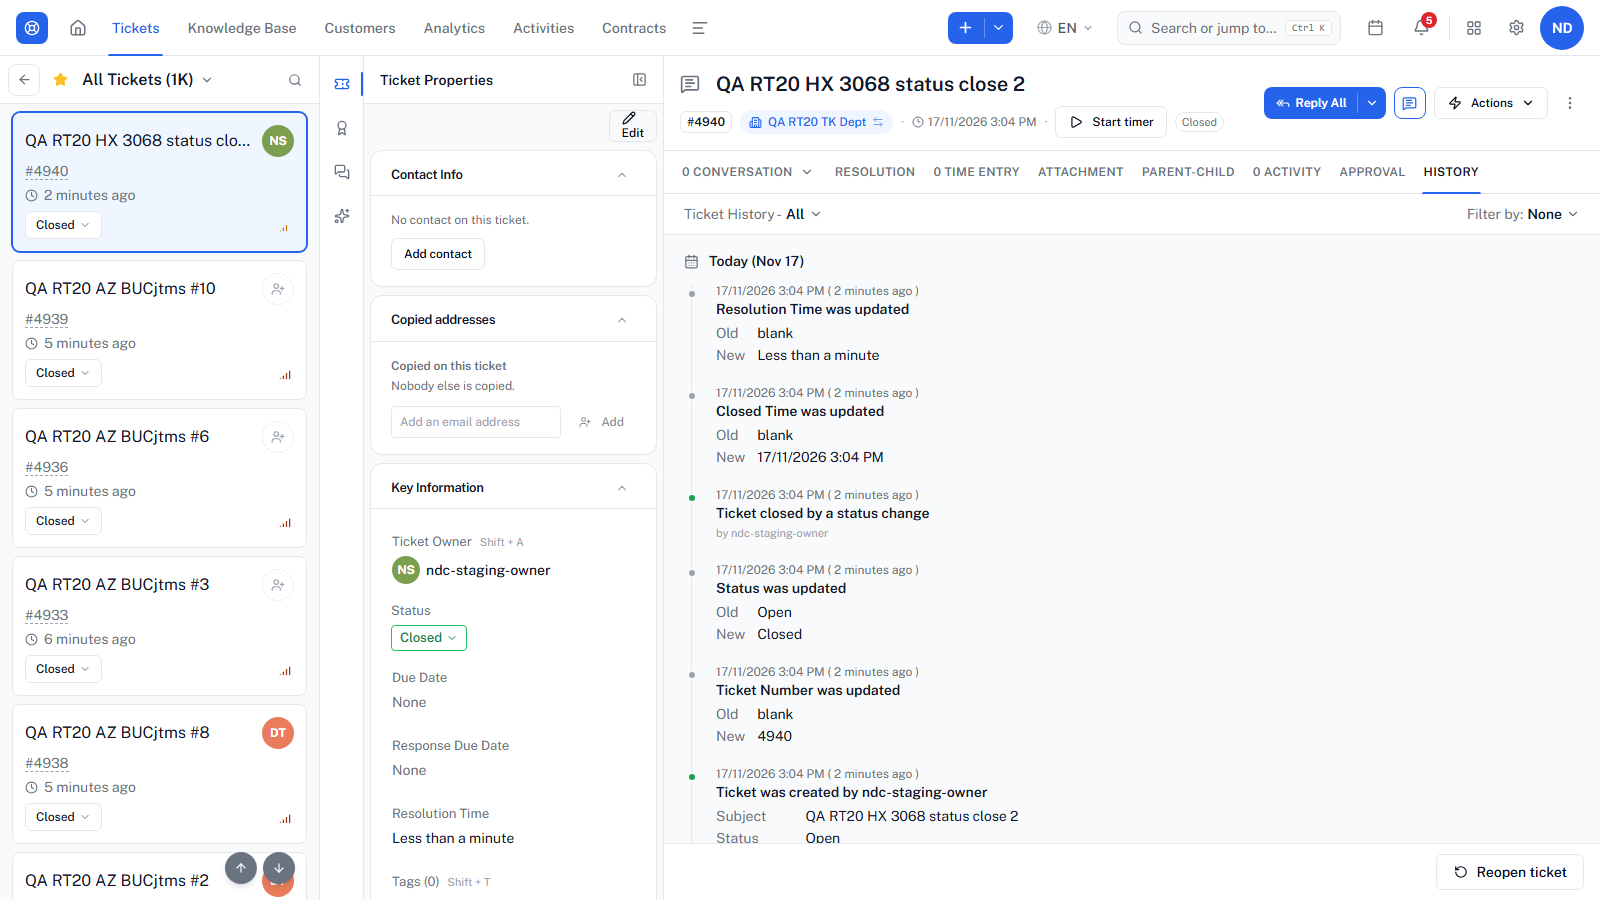 Tickets
Knowledge Base
Customers
Analytics
Activities
Contracts
EN
Search or jump to...
Ctrl K
5
ND
All Tickets (1K)
QA RT20 HX 3068 status clo...
NS
#4940
2 minutes ago
Closed
QA RT20 AZ BUCjtms #10
#4939
5 minutes ago
Closed
QA RT20 AZ BUCjtms #6
#4936
5 minutes ago
Closed
QA RT20 AZ BUCjtms #3
#4933
6 minutes ago
Closed
QA RT20 AZ BUCjtms #8
DT
#4938
5 minutes ago
Closed
QA RT20 AZ BUCjtms #2
Ticket Properties
Edit
Contact Info
No contact on this ticket.
Add contact
Copied addresses
Copied on this ticket
Nobody else is copied.
Add an email address
Add
Key Information
Ticket Owner Shift + A
NS ndc-staging-owner
Status
Closed
Due Date
None
Response Due Date
None
Resolution Time
Less than a minute
Tags (0) Shift + T
QA RT20 HX 3068 status close 2
#4940
QA RT20 TK Dept
· 17/11/2026 3:04 PM ·
Start timer
Closed
Reply All
Actions
0 CONVERSATION
RESOLUTION
0 TIME ENTRY
ATTACHMENT
PARENT-CHILD
0 ACTIVITY
APPROVAL
HISTORY
Ticket History - All
Filter by: None
Today (Nov 17)
17/11/2026 3:04 PM ( 2 minutes ago )
Resolution Time was updated
Old blank
New Less than a minute
17/11/2026 3:04 PM ( 2 minutes ago )
Closed Time was updated
Old blank
New 17/11/2026 3:04 PM
17/11/2026 3:04 PM ( 2 minutes ago )
Ticket closed by a status change
by ndc-staging-owner
17/11/2026 3:04 PM ( 2 minutes ago )
Status was updated
Old Open
New Closed
17/11/2026 3:04 PM ( 2 minutes ago )
Ticket Number was updated
Old blank
New 4940
17/11/2026 3:04 PM ( 2 minutes ago )
Ticket was created by ndc-staging-owner
Subject QA RT20 HX 3068 status close 2
Status Open
Reopen ticket